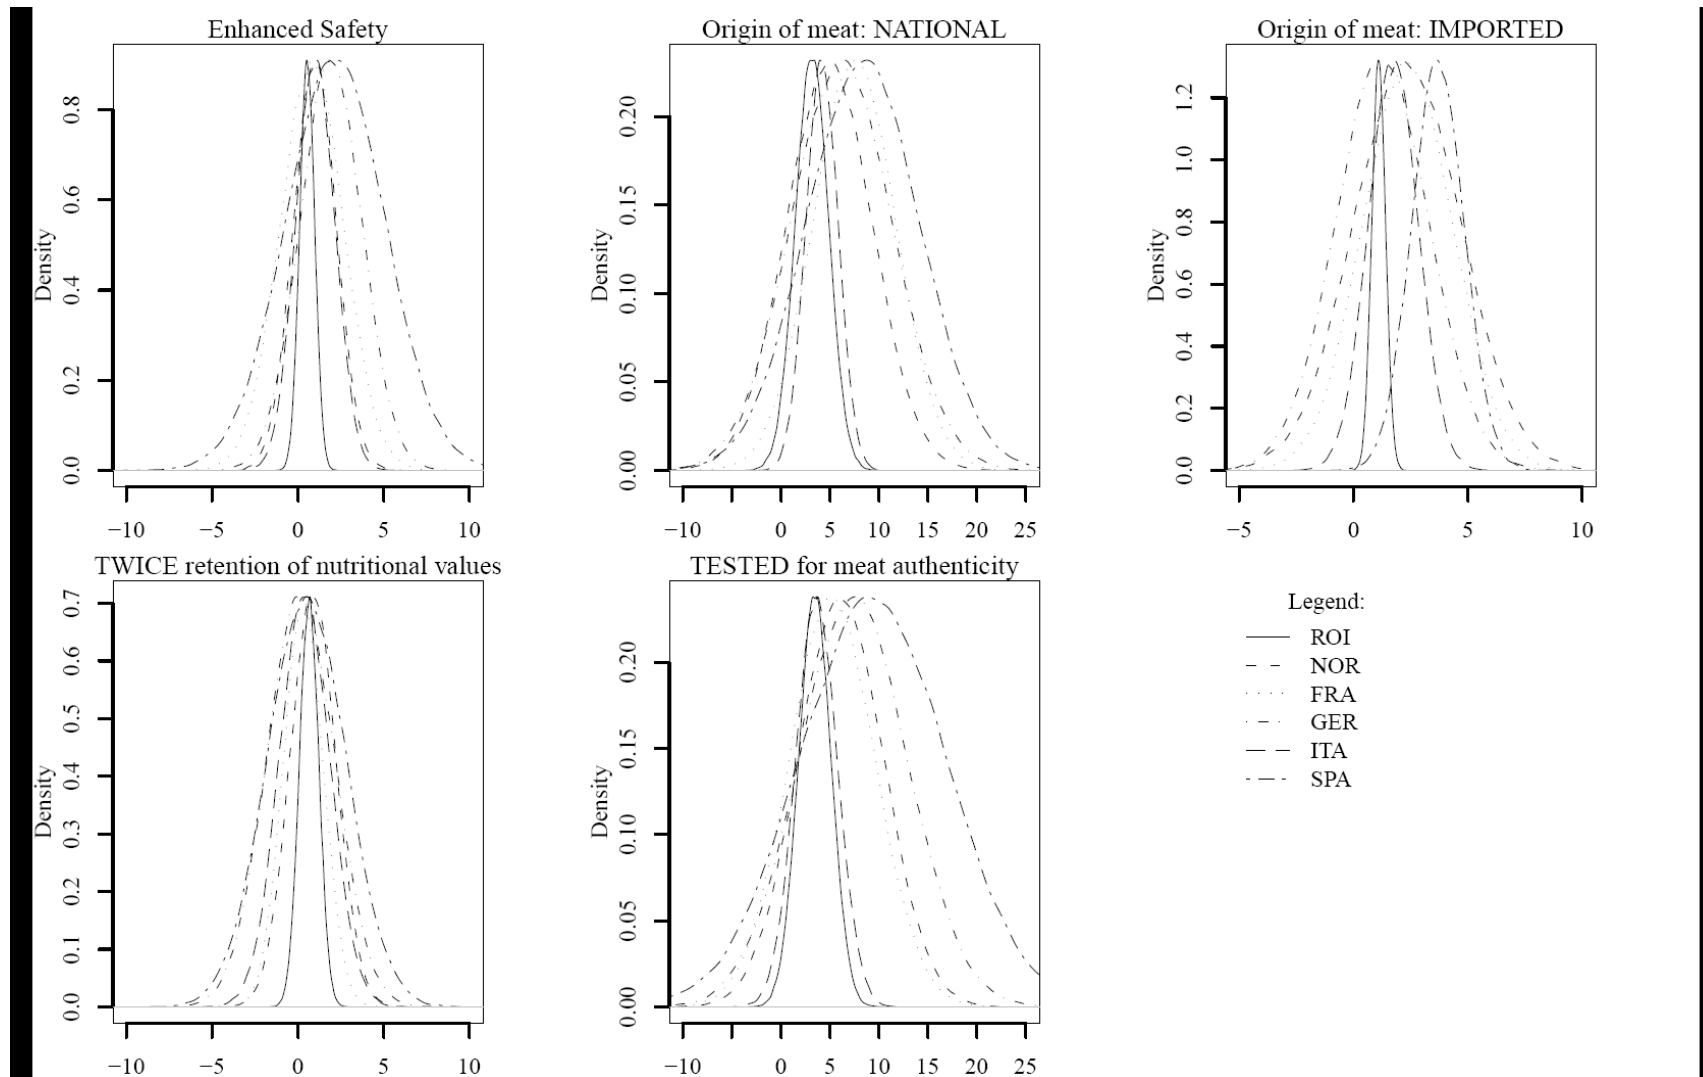 Enhanced Safety
Density
0.0 0.2 0.4 0.6 0.8
−10 −5 0 5 10
Origin of meat: NATIONAL
Density
0.00 0.05 0.10 0.15 0.20
−10 0 5 10 15 20 25
Origin of meat: IMPORTED
Density
0.0 0.2 0.4 0.6 0.8 1.0 1.2
−5 0 5 10
TWICE retention of nutritional values
Density
0.0 0.1 0.2 0.3 0.4 0.5 0.6 0.7
−10 −5 0 5 10
TESTED for meat authenticity
Density
0.00 0.05 0.10 0.15 0.20
−10 0 5 10 15 20 25
Legend:
ROI
NOR
FRA
GER
ITA
SPA